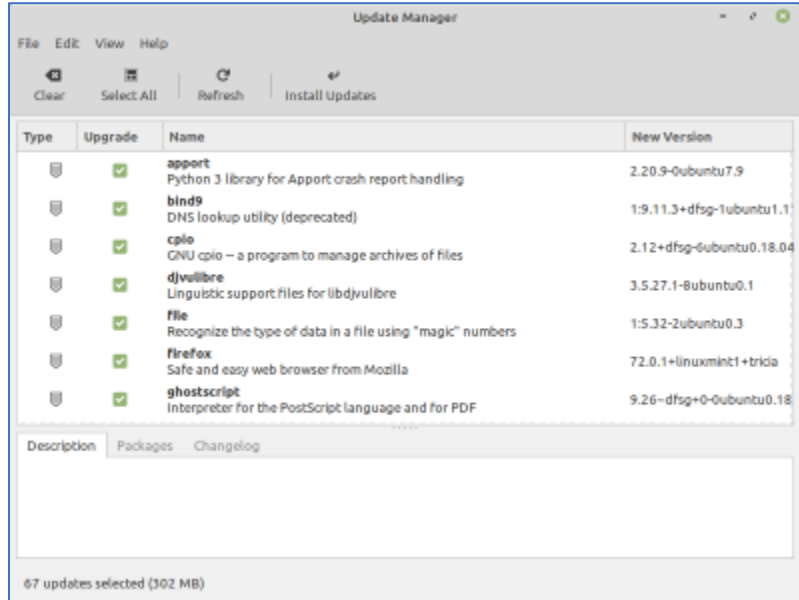 Update Manager
File Edit View Help
Clear Select All Refresh Install Updates
Type Upgrade Name New Version
apport
Python 3 library for Apport crash report handling
2.20.9-0ubuntu7.9
bind9
DNS lookup utility (deprecated)
1:9.11.3+dfsg-1ubuntu1.1
cpio
GNU cpio – a program to manage archives of files
2.12+dfsg-6ubuntu0.18.04
djvulibre
Linguistic support files for libdjvulibre
3.5.27.1-8ubuntu0.1
file
Recognize the type of data in a file using "magic" numbers
1:5.32-2ubuntu0.3
firefox
Safe and easy web browser from Mozilla
72.0.1+linuxmint1+tricia
ghostscript
Interpreter for the PostScript language and for PDF
9.26~dfsg+0-0ubuntu0.18
Description Packages Changelog
67 updates selected (302 MB)